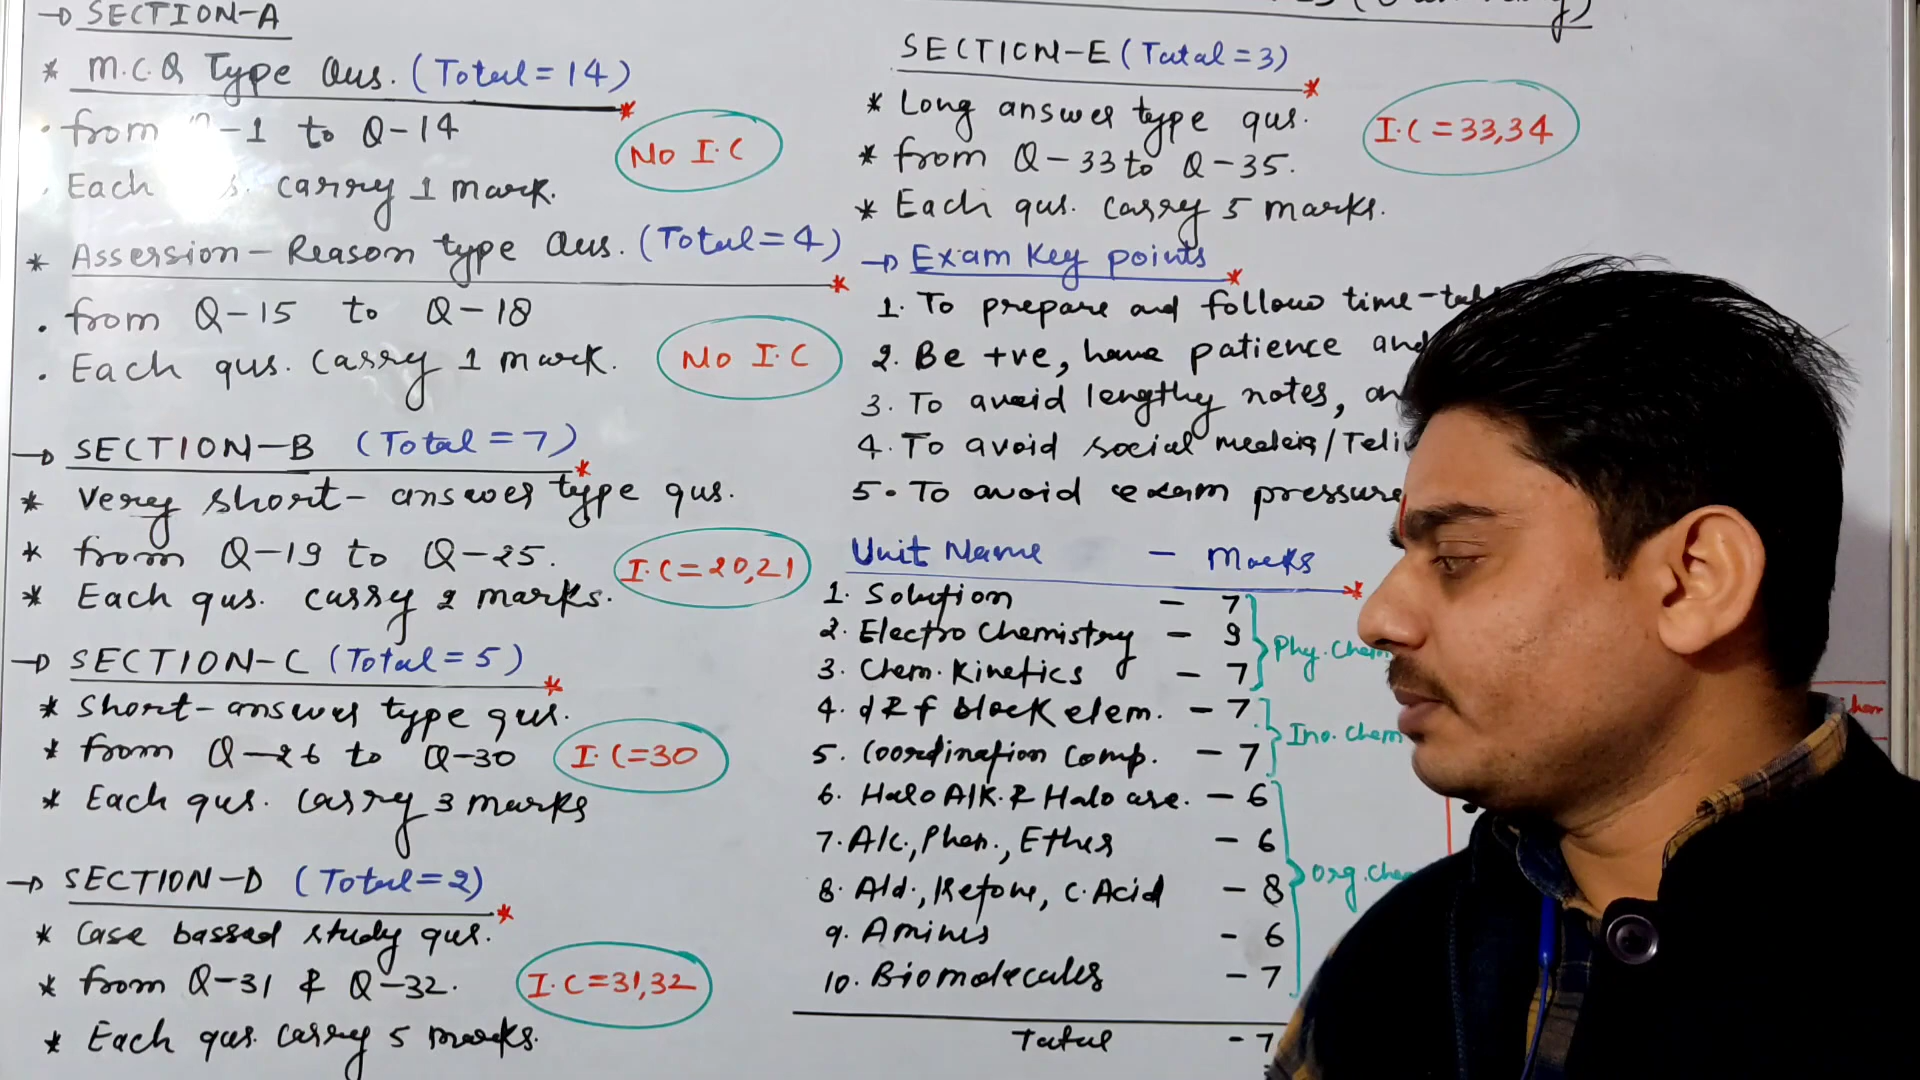 → SECTION-A
* M.C.Q Type Qus. (Total = 14)
• from -1 to Q-14
No I.C
• Each carry 1 mark.
* Assersion - Reason type Qus. (Total = 4)
• from Q-15 to Q-18
• Each qus. carry 1 mark.
No I.C
→ SECTION-B (Total = 7)
* Very short-answer type qus.
* from Q-19 to Q-25.
I.C=20,21
* Each qus. carry 2 marks.
→ SECTION-C (Total = 5)
* Short-answer type qus.
* from Q-26 to Q-30
I.C=30
* Each qus. carry 3 marks
→ SECTION-D (Total=2)
* Case bassad study qus.
* from Q-31 & Q-32.
I.C=31,32
* Each qus. carry 5 marks.
SECTION-E (Total = 3)
* Long answer type qus.
I.C = 33,34
* from Q-33 to Q-35.
* Each qus. carry 5 marks.
→ Exam Key points
1. To prepare and follow
2. Be +ve, have patience and
3. To avoid lengthy notes,
4. To avoid social media/
5. To avoid exam pressure
Unit Name - Marks
1. Solution - 7
2. Electro Chemistry - 9
3. Chem. Kinetics - 7
Phy. Chem
4. d & f block elem. - 7
5. Coordination Comp. - 7
Ino. Chem
6. Halo Alk. & Halo are. - 6
7. Alc., Phen., Ether - 6
8. Ald., Ketone, C. Acid - 8
9. Amines - 6
10. Biomolecules - 7
Org. Chem
Total - 7